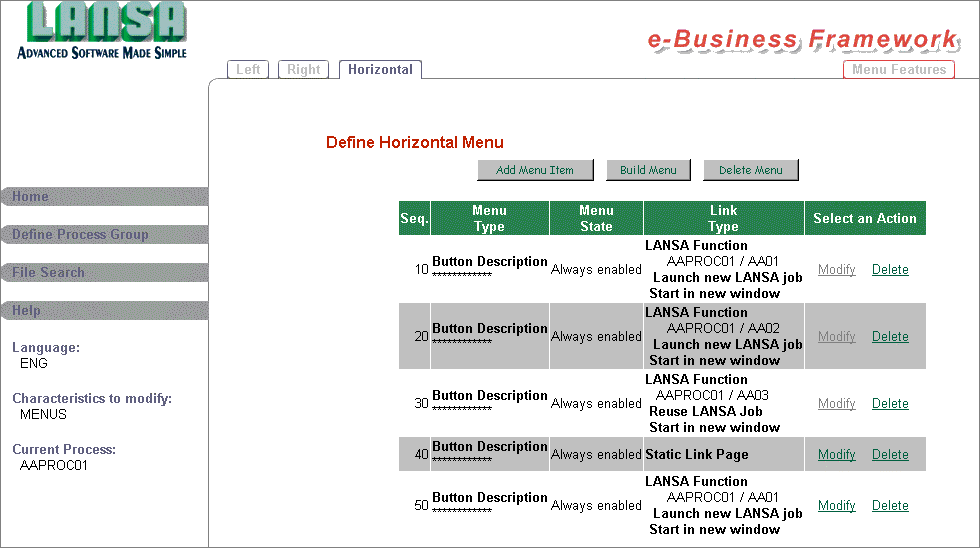 LANSA
ADVANCED SOFTWARE MADE SIMPLE
e-Business Framework
Left Right Horizontal Menu Features
Home
Define Process Group
File Search
Help
Language:
ENG
Characteristics to modify:
MENUS
Current Process:
AAPROC01
Define Horizontal Menu
Add Menu Item Build Menu Delete Menu
Seq. Menu Type Menu State Link Type Select an Action
10 Button Description Always enabled LANSA Function Modify Delete
************ AAPROC01 / AA01
Launch new LANSA job
Start in new window
20 Button Description Always enabled LANSA Function Modify Delete
************ AAPROC01 / AA02
Launch new LANSA job
Start in new window
30 Button Description Always enabled LANSA Function Modify Delete
************ AAPROC01 / AA03
Reuse LANSA Job
Start in new window
40 Button Description Always enabled Static Link Page Modify Delete
************
50 Button Description Always enabled LANSA Function Modify Delete
************ AAPROC01 / AA01
Launch new LANSA job
Start in new window